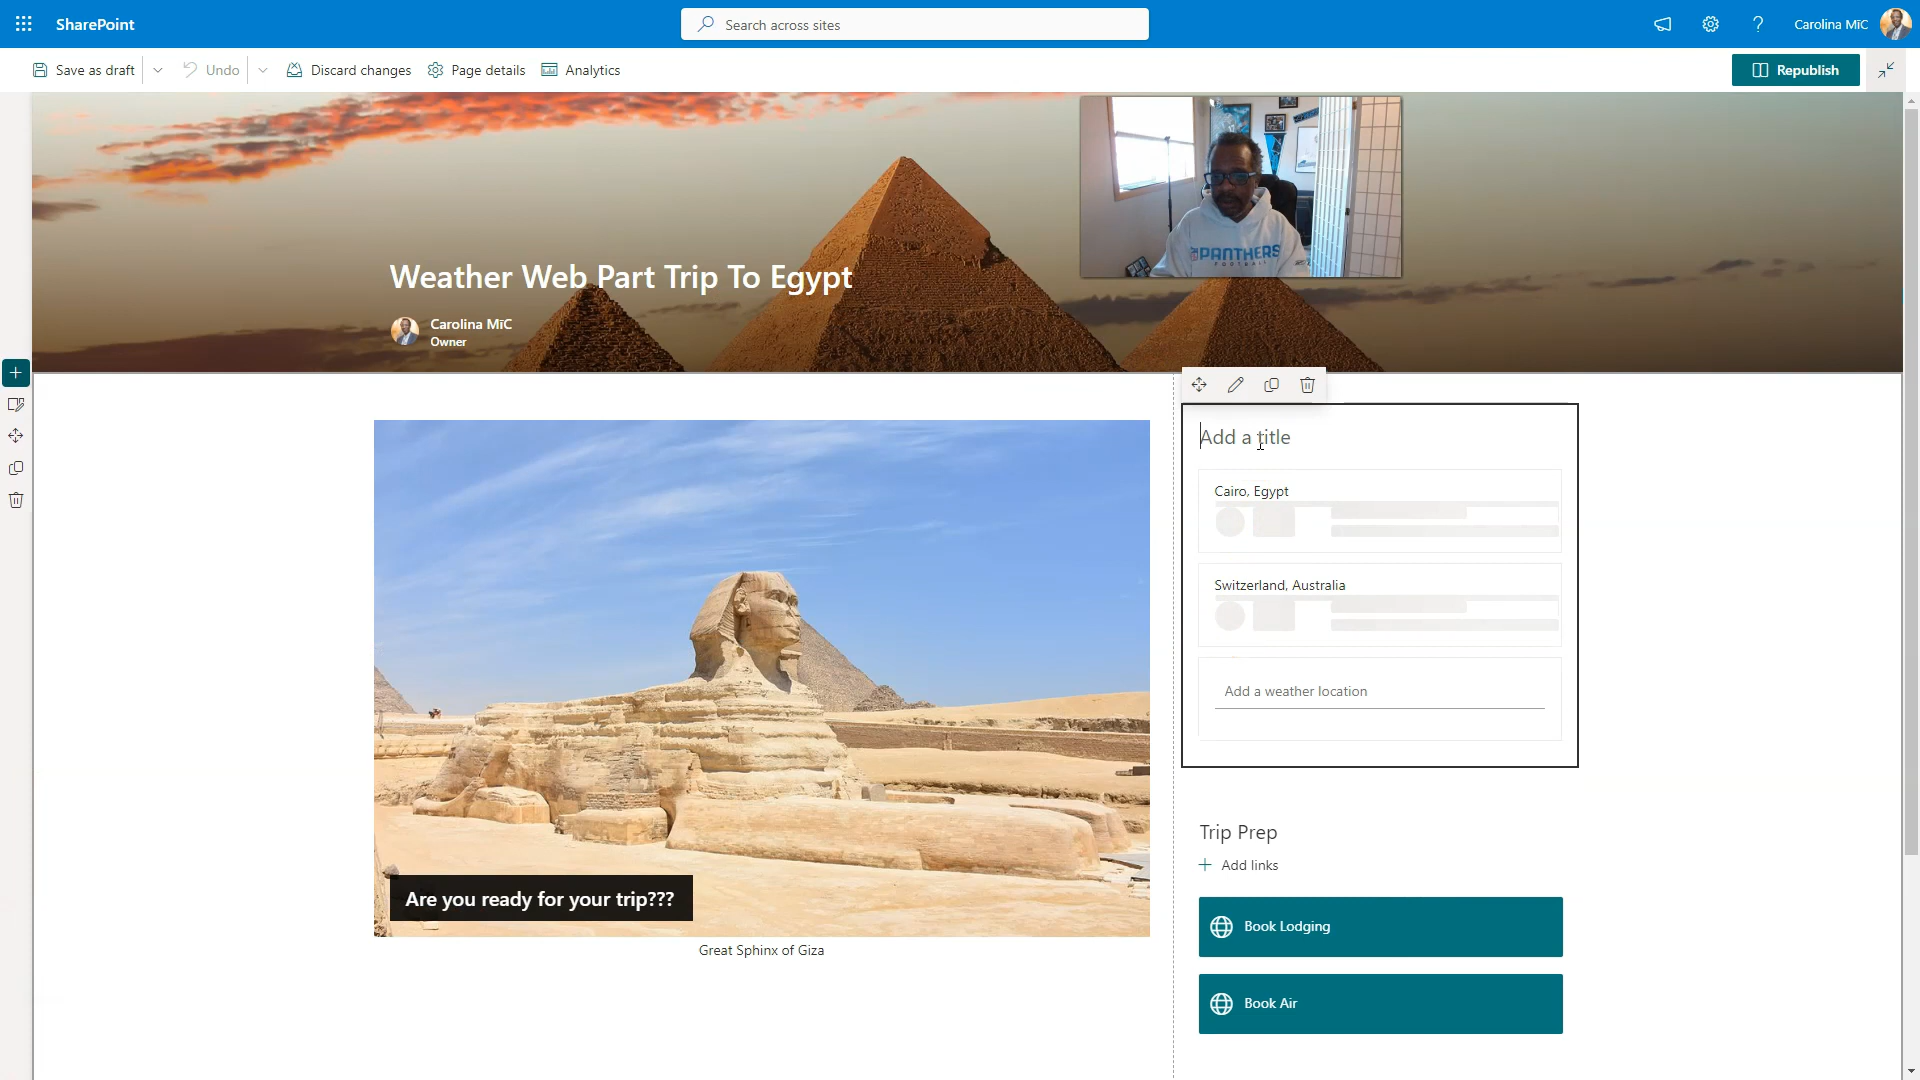 SharePoint
Search across sites
Carolina MiC
Save as draft
Undo
Discard changes
Page details
Analytics
Republish
PANTHERS
FOOTBALL
Weather Web Part Trip To Egypt
Carolina MiC
Owner
Add a title
Cairo, Egypt
Switzerland, Australia
Add a weather location
Are you ready for your trip???
Great Sphinx of Giza
Trip Prep
Add links
Book Lodging
Book Air